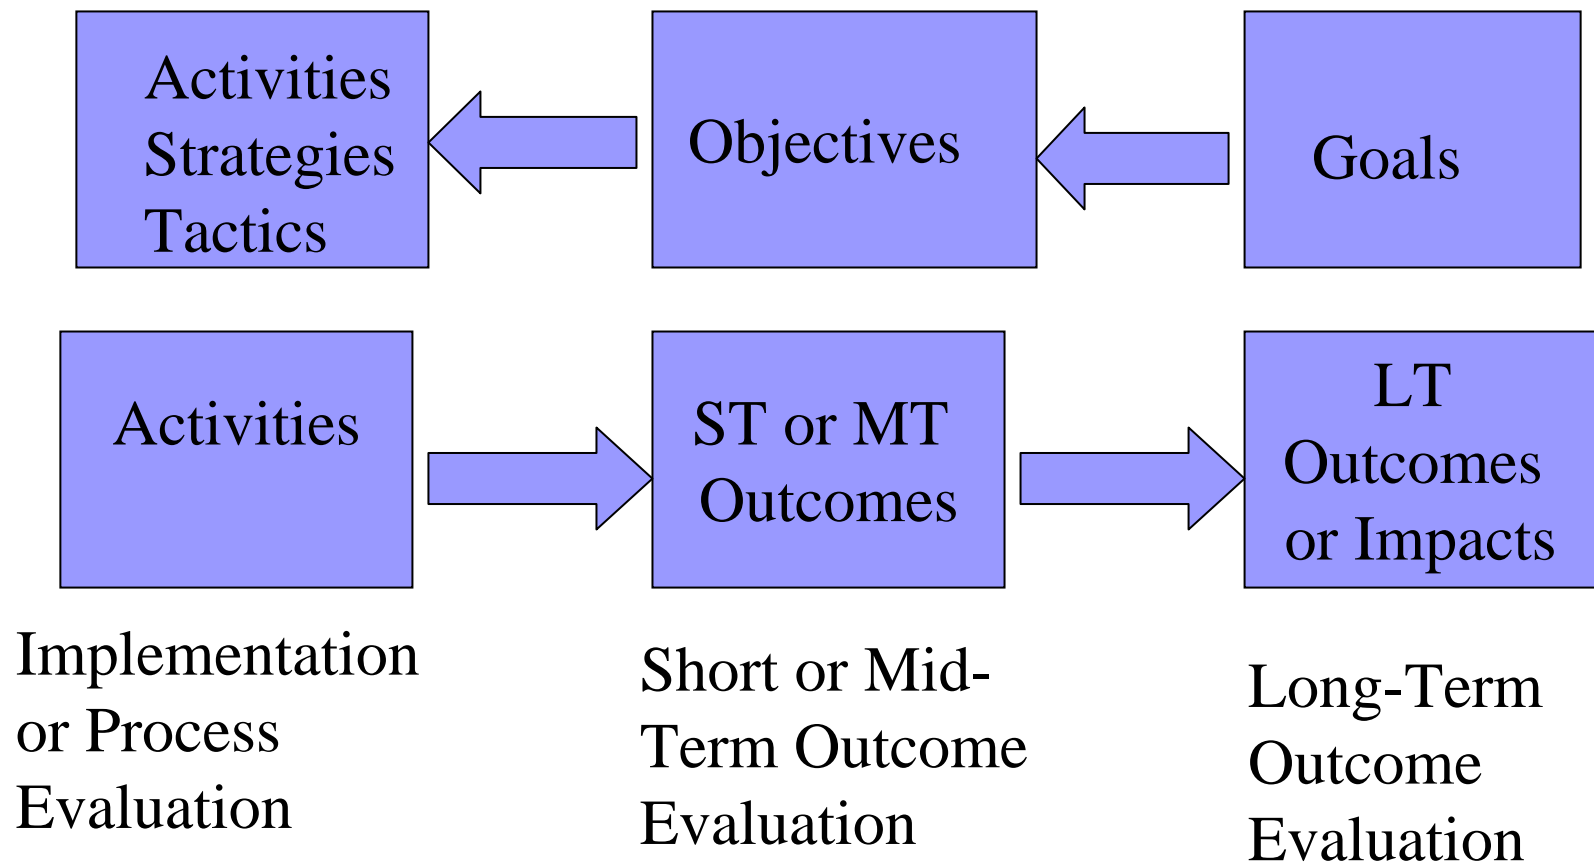 Activities
Strategies
Tactics
Objectives
Goals
Activities
ST or MT
Outcomes
LT
Outcomes
or Impacts
Implementation
or Process
Evaluation
Short or Mid-
Term Outcome
Evaluation
Long-Term
Outcome
Evaluation